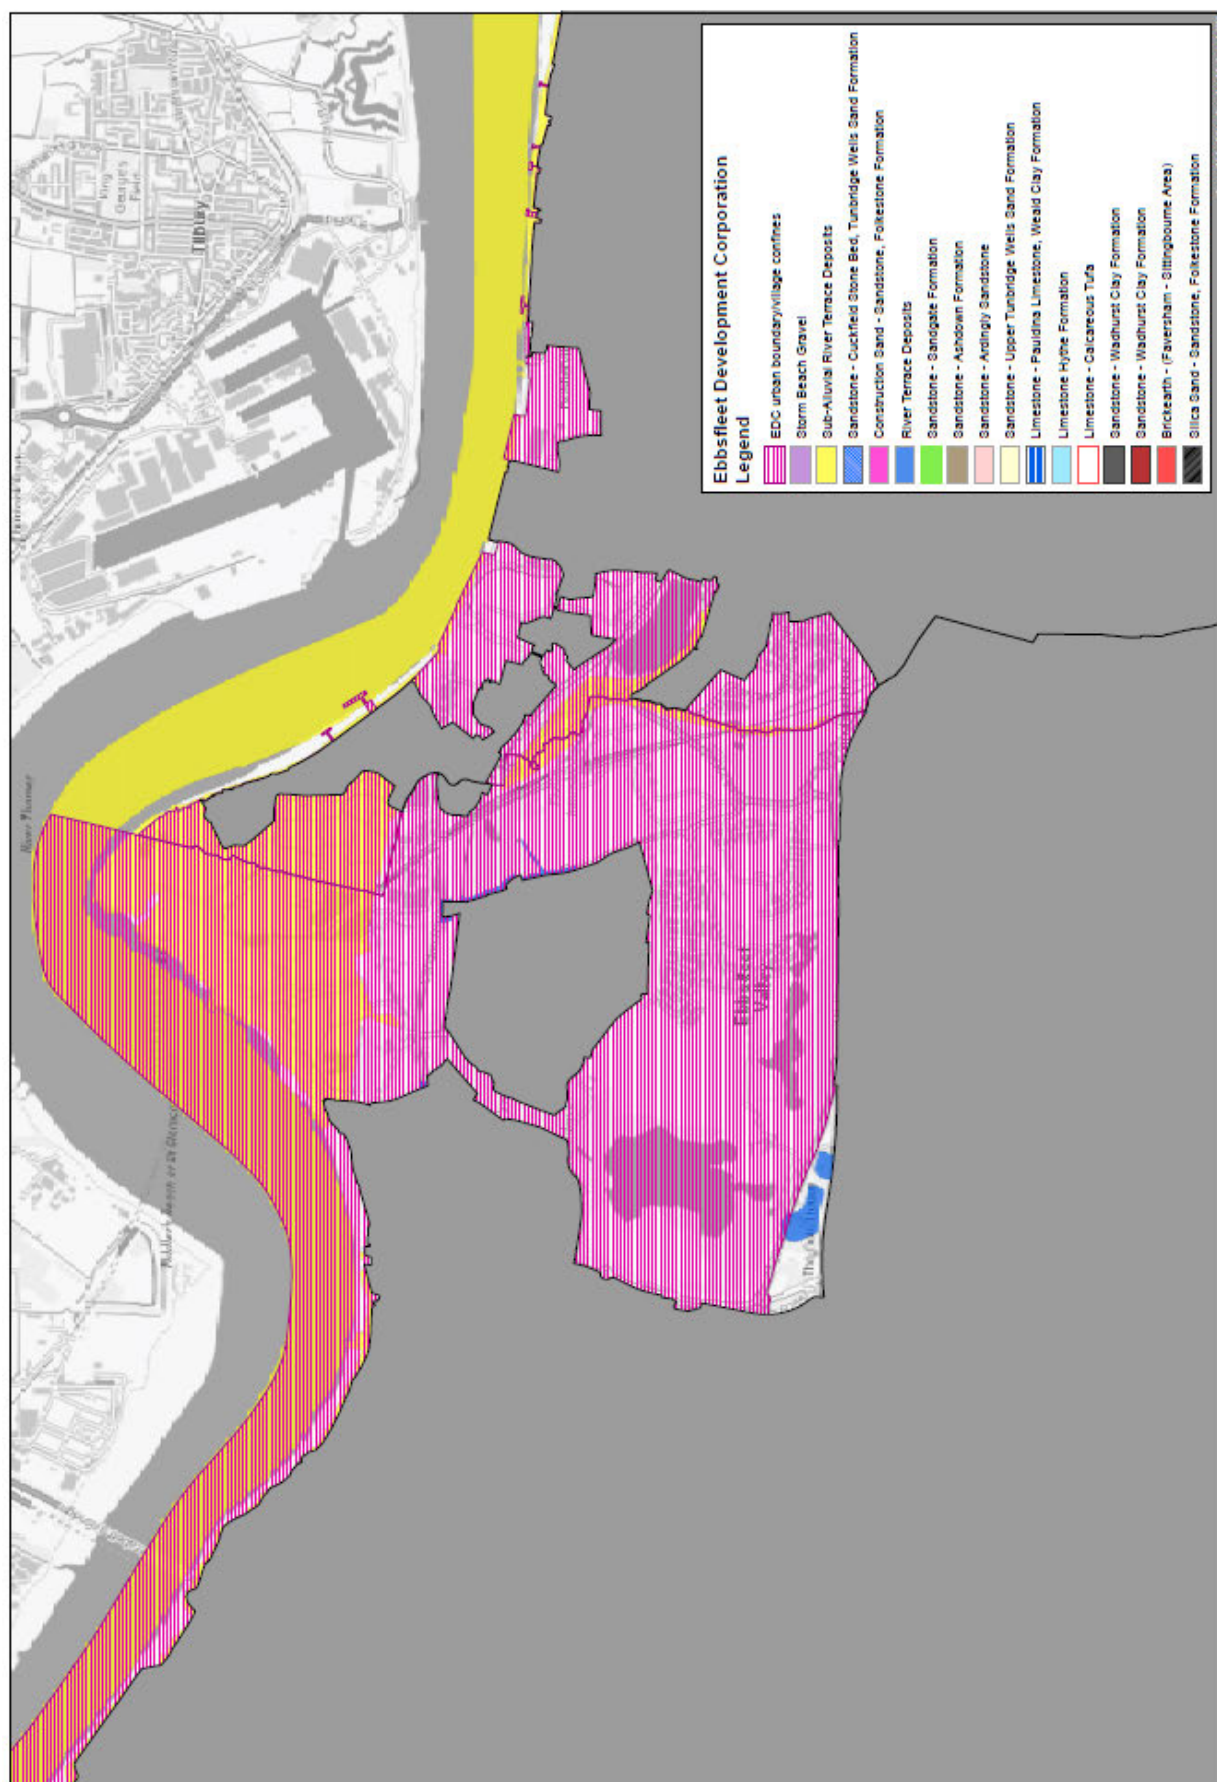 Ebbsfleet Development Corporation
Legend
EDC urban boundary/village confines
Storm Beach Gravel
Sub-Alluvial River Terrace Deposits
Sandstone - Cuckfield Stone Bed, Tunbridge Wells Sand Formation
Construction Sand - Sandstone, Folkestone Formation
River Terrace Deposits
Sandstone - Sandgate Formation
Sandstone - Ashdown Formation
Sandstone - Ardingly Sandstone
Sandstone - Upper Tunbridge Wells Sand Formation
Limestone - Paludina Limestone, Weald Clay Formation
Limestone Hythe Formation
Limestone - Calcareous Tufa
Sandstone - Wadhurst Clay Formation
Sandstone - Wadhurst Clay Formation
Brickearth - (Faversham - Sittingbourne Area)
Silica Sand - Sandstone, Folkestone Formation
Tilbury
King
Georges
Field
River Thames
Ebbsfleet
Valley